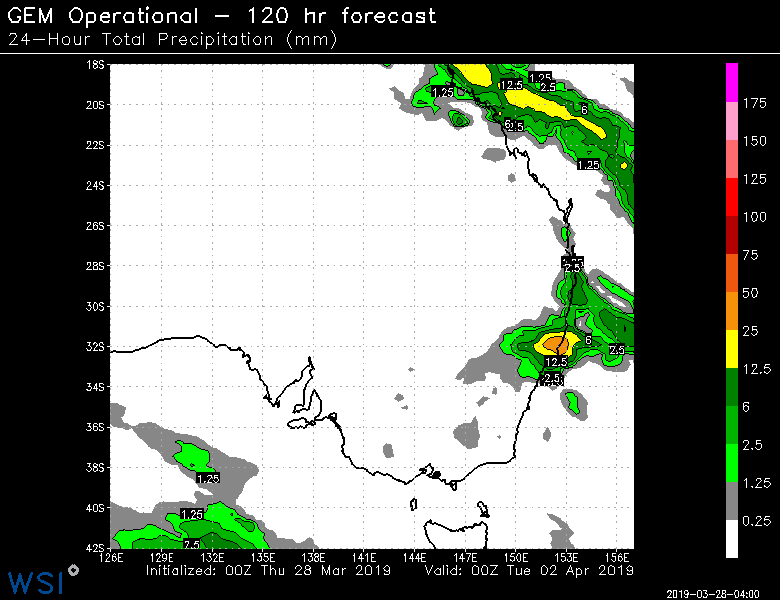 GEM Operational − 120 hr forecast
24−Hour Total Precipitation (mm)
18S
20S
22S
24S
26S
28S
30S
32S
34S
36S
38S
40S
42S
1.25
12.5
1.25
2.5
6
6
2.5
1.25
2.5
6
2.5
12.5
2.5
1.25
1.25
7.5
126E 129E 132E 135E 138E 141E 144E 147E 150E 153E 156E
175
150
125
100
75
50
25
12.5
6
2.5
1.25
0.25
Initialized: 00Z Thu 28 Mar 2019 Valid: 00Z Tue 02 Apr 2019
WSI
2019−03−28−04:00